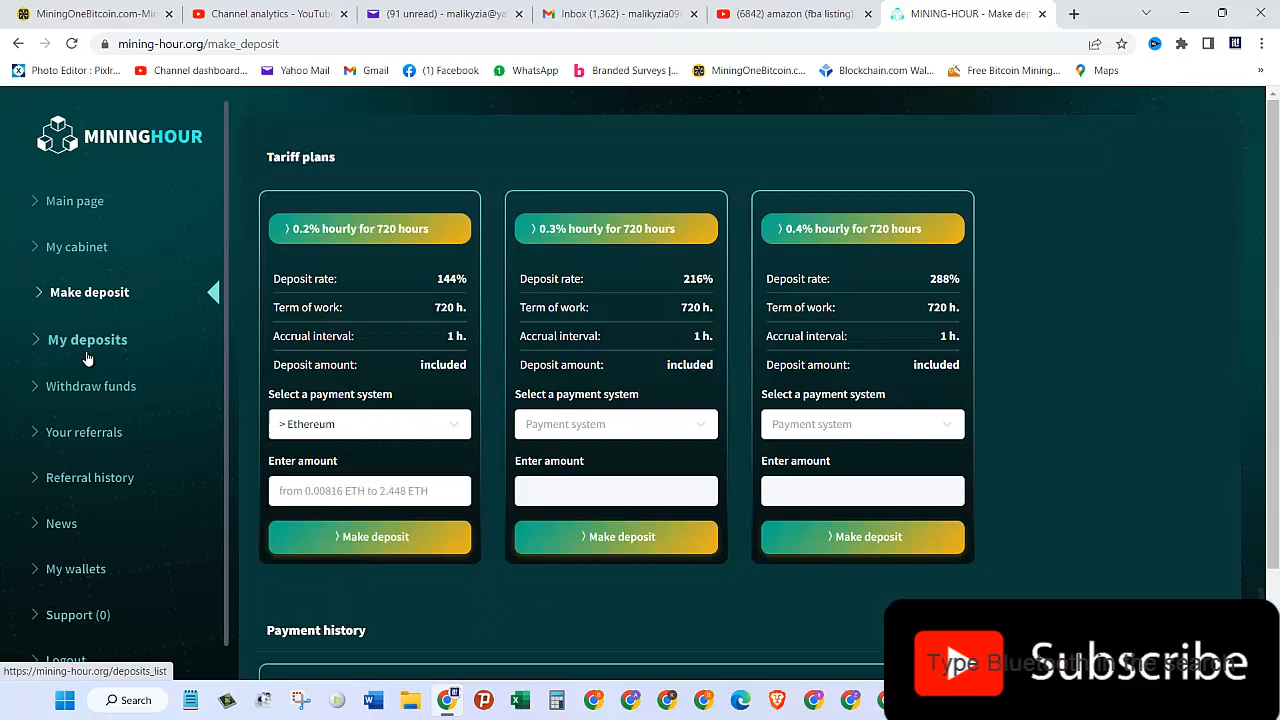 MiningOneBitcoin.com-Min
Channel analytics - YouTube
(91 unread) - malikyzia@ya
Inbox (1,362) - malikyzia09
(6842) amazon (fba listing)
MINING-HOUR - Make dep
mining-hour.org/make_deposit
Photo Editor : Pixlr...
Channel dashboard...
Yahoo Mail
Gmail
(1) Facebook
WhatsApp
Branded Surveys |...
MiningOneBitcoin.c...
Blockchain.com Wal...
Free Bitcoin Mining...
Maps
MININGHOUR
Main page
My cabinet
Make deposit
My deposits
Withdraw funds
Your referrals
Referral history
News
My wallets
Support (0)
Logout
Tariff plans
0.2% hourly for 720 hours
Deposit rate: 144%
Term of work: 720 h.
Accrual interval: 1 h.
Deposit amount: included
Select a payment system
> Ethereum
Enter amount
from 0.00816 ETH to 2.448 ETH
Make deposit
0.3% hourly for 720 hours
Deposit rate: 216%
Term of work: 720 h.
Accrual interval: 1 h.
Deposit amount: included
Select a payment system
Payment system
Enter amount
Make deposit
0.4% hourly for 720 hours
Deposit rate: 288%
Term of work: 720 h.
Accrual interval: 1 h.
Deposit amount: included
Select a payment system
Payment system
Enter amount
Make deposit
Payment history
https://mining-hour.org/deposits_list
Subscribe
Type Bluetooth in the search
Search